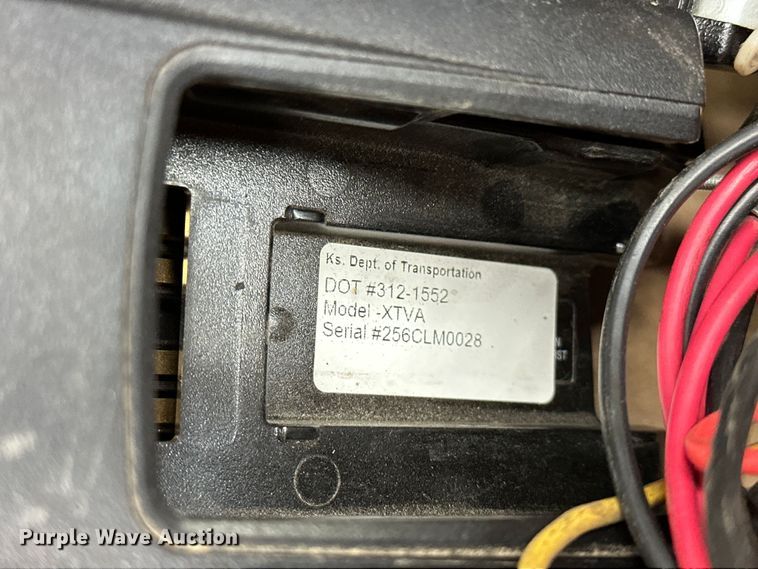 Ks. Dept. of Transportation
DOT #312-1552
Model -XTVA
Serial #256CLM0028
Purple Wave Auction